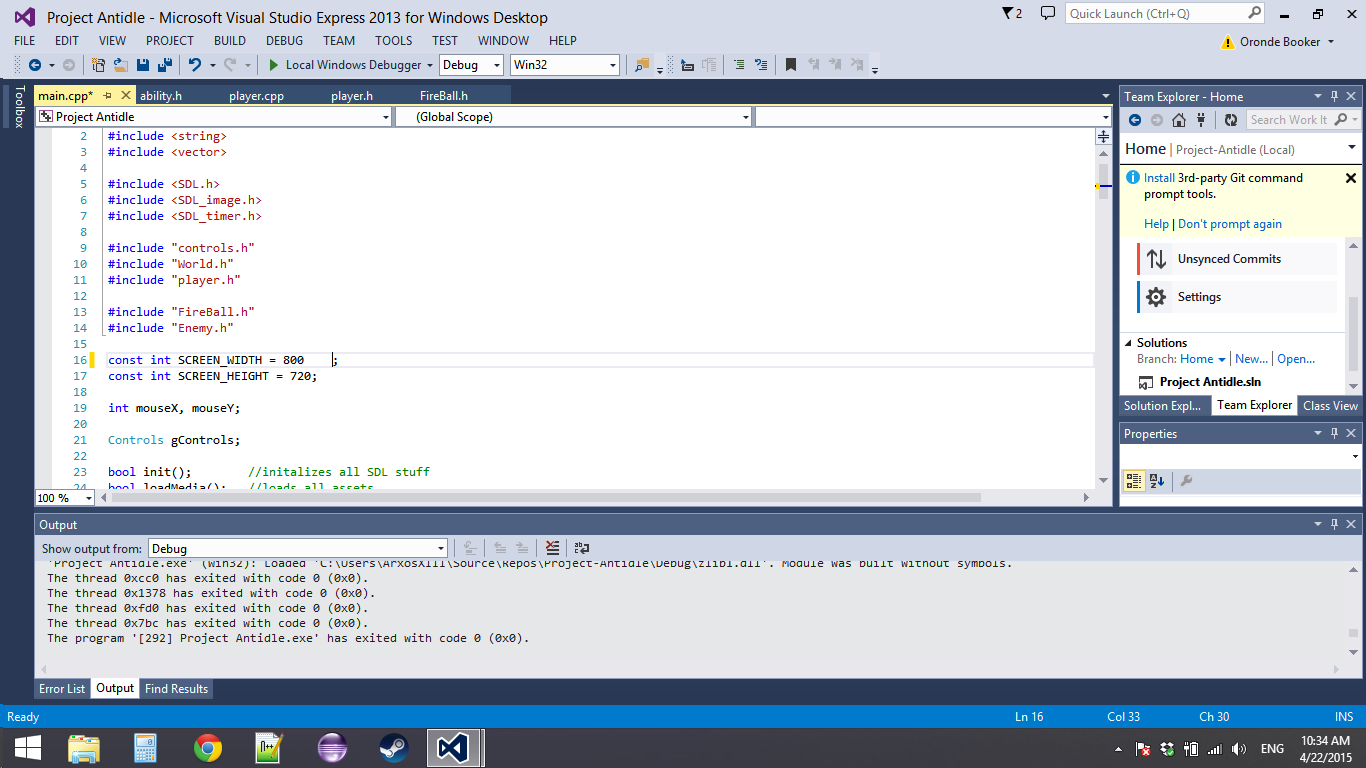 Project Antidle - Microsoft Visual Studio Express 2013 for Windows Desktop
2
Quick Launch (Ctrl+Q)
FILE EDIT VIEW PROJECT BUILD DEBUG TEAM TOOLS TEST WINDOW HELP
Oronde Booker
Local Windows Debugger Debug Win32
Toolbox
main.cpp* ability.h player.cpp player.h FireBall.h
Project Antidle (Global Scope)
2 #include <string>
3 #include <vector>
4
5 #include <SDL.h>
6 #include <SDL_image.h>
7 #include <SDL_timer.h>
8
9 #include "controls.h"
10 #include "World.h"
11 #include "player.h"
12
13 #include "FireBall.h"
14 #include "Enemy.h"
15
16 const int SCREEN_WIDTH = 800    ;
17 const int SCREEN_HEIGHT = 720;
18
19 int mouseX, mouseY;
20
21 Controls gControls;
22
23 bool init();        //initalizes all SDL stuff
24 bool loadMedia();   //loads all assets
100 %
Team Explorer - Home
Search Work It
Home | Project-Antidle (Local)
Install 3rd-party Git command
prompt tools.
Help | Don't prompt again
Unsynced Commits
Settings
Solutions
Branch: Home New... | Open...
Project Antidle.sln
Solution Expl... Team Explorer Class View
Properties
Output
Show output from: Debug
'Project Antidle.exe' (Win32): Loaded 'C:\Users\ArxosXIII\Source\Repos\Project-Antidle\Debug\zlib1.dll'. Module was built without symbols.
The thread 0xcc0 has exited with code 0 (0x0).
The thread 0x1378 has exited with code 0 (0x0).
The thread 0xfd0 has exited with code 0 (0x0).
The thread 0x7bc has exited with code 0 (0x0).
The program '[292] Project Antidle.exe' has exited with code 0 (0x0).
Error List Output Find Results
Ready Ln 16 Col 33 Ch 30 INS
ENG
10:34 AM
4/22/2015